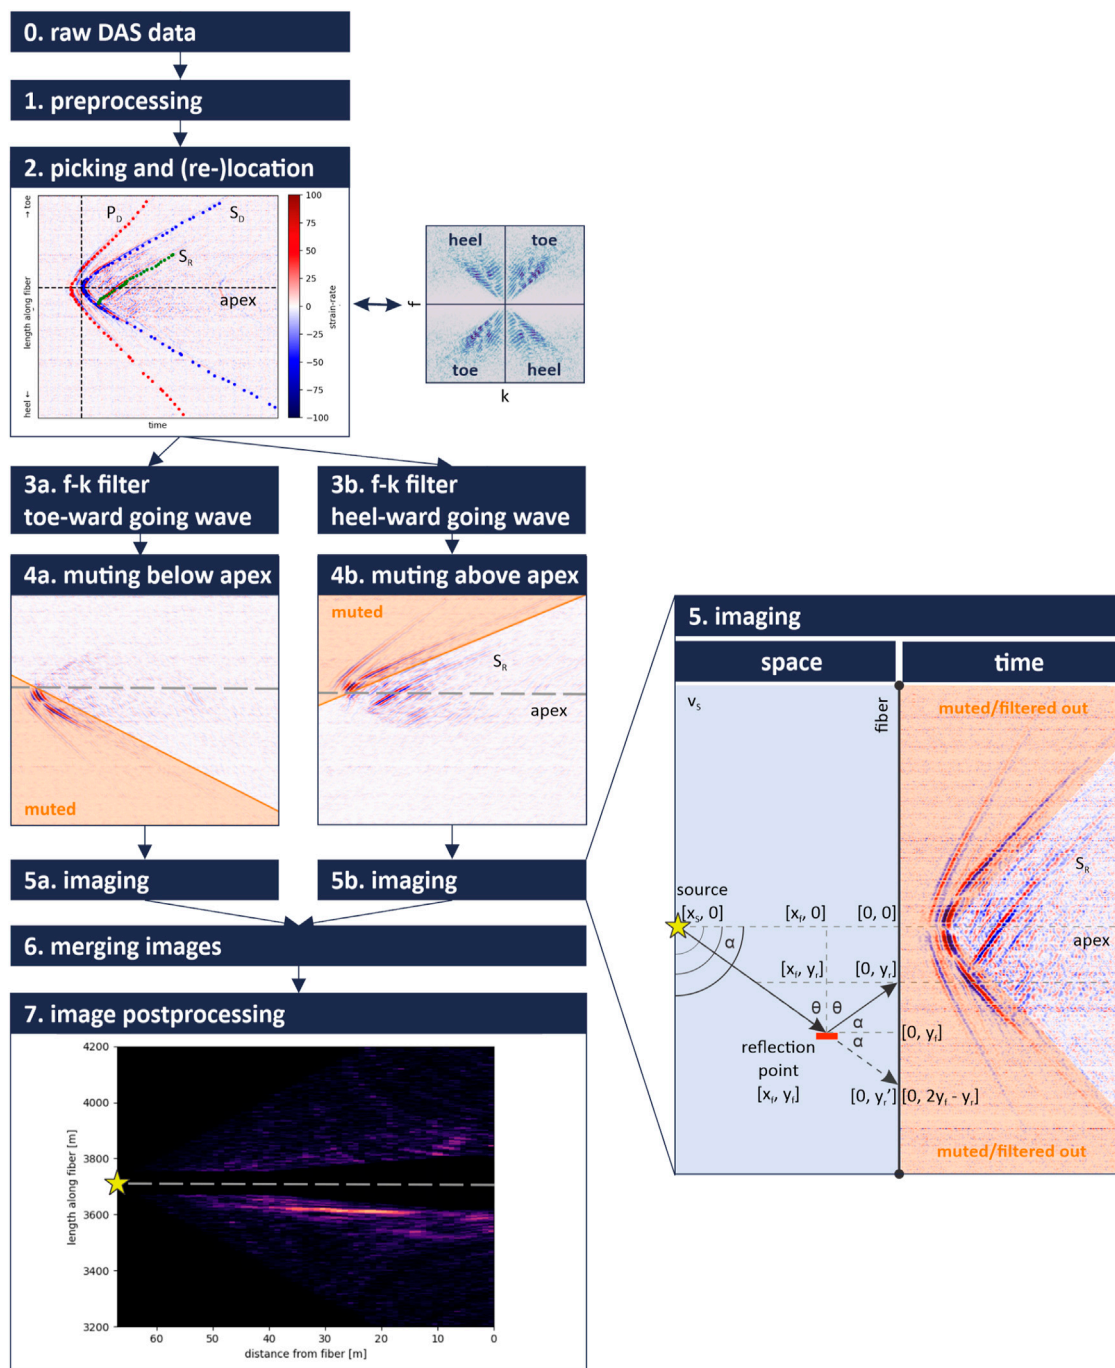 0. raw DAS data
1. preprocessing
2. picking and (re-)location
→ toe
length along fiber
heel ←
P_D
S_D
S_R
apex
time
100
75
50
25
0
−25
−50
−75
−100
strain-rate
heel
toe
toe
heel
f
k
3a. f-k filter
toe-ward going wave
3b. f-k filter
heel-ward going wave
4a. muting below apex
muted
4b. muting above apex
muted
S_R
apex
5a. imaging
5b. imaging
6. merging images
7. image postprocessing
4200
4000
3800
3600
3400
3200
length along fiber [m]
60
50
40
30
20
10
0
distance from fiber [m]
5. imaging
space
time
v_S
fiber
muted/filtered out
S_R
source
[x_S, 0]
[x_f, 0]
[0, 0]
α
apex
[x_f, y_r]
[0, y_r]
θ θ
α
α
[0, y_f]
reflection
point
[x_f, y_f]
[0, y_r']
[0, 2y_f - y_r]
muted/filtered out